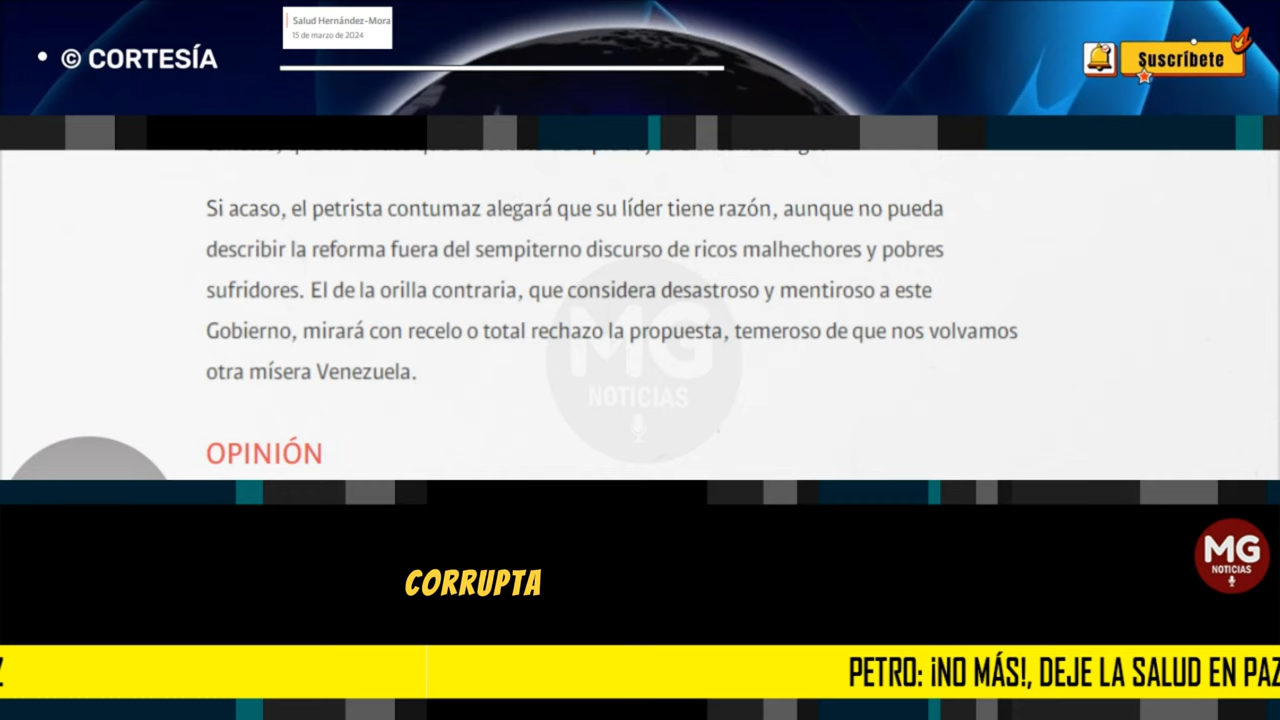 Salud Hernández-Mora
15 de marzo de 2024
• © CORTESÍA
Suscríbete
Si acaso, el petrista contumaz alegará que su líder tiene razón, aunque no pueda
describir la reforma fuera del sempiterno discurso de ricos malhechores y pobres
sufridores. El de la orilla contraria, que considera desastroso y mentiroso a este
Gobierno, mirará con recelo o total rechazo la propuesta, temeroso de que nos volvamos
otra mísera Venezuela.
MG
NOTICIAS
OPINIÓN
MG
NOTICIAS
CORRUPTA
PETRO: ¡NO MÁS!, DEJE LA SALUD EN PAZ